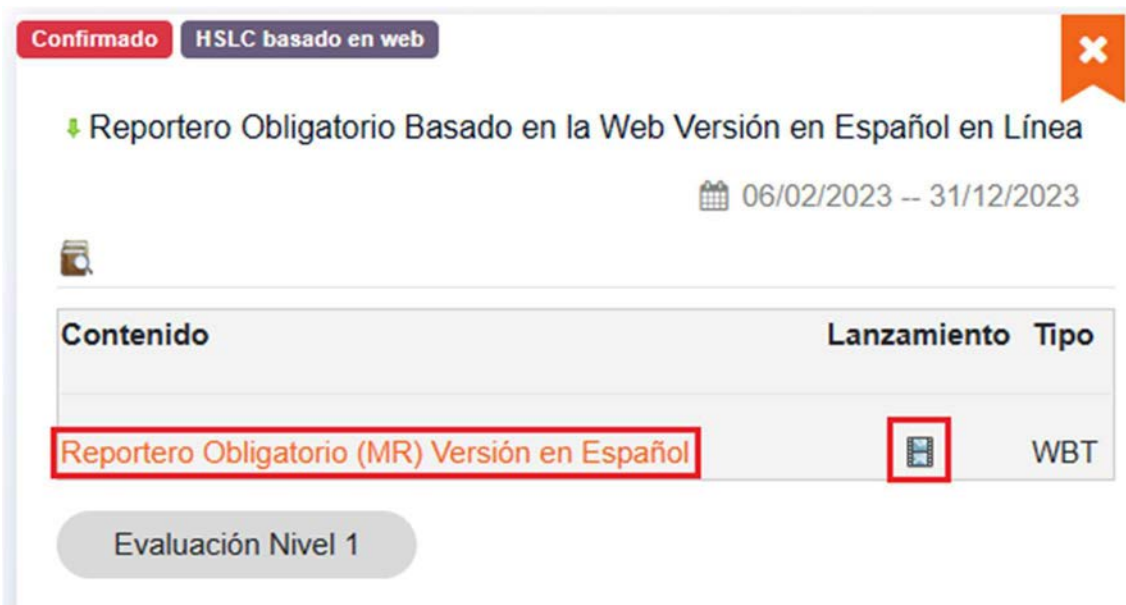 Confirmado HSLC basado en web
Reportero Obligatorio Basado en la Web Versión en Español en Línea
06/02/2023 -- 31/12/2023
Contenido Lanzamiento Tipo
Reportero Obligatorio (MR) Versión en Español WBT
Evaluación Nivel 1